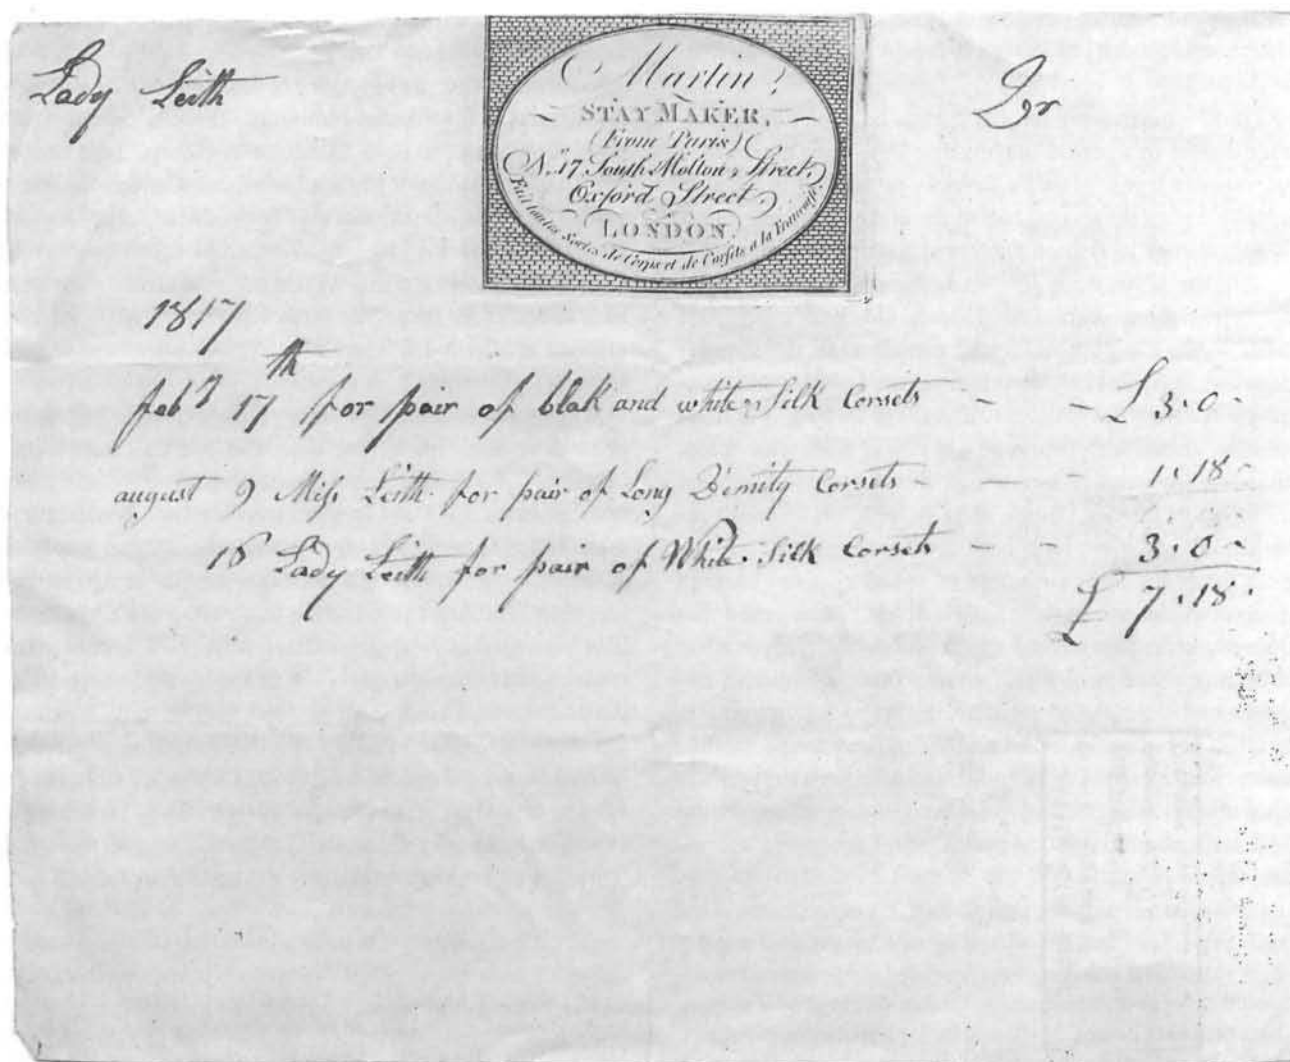 Lady Leith
Martin,
STAY MAKER,
(From Paris)
No. 17 South Molton Street,
Oxford Street,
LONDON.
Fait toutes Sortes de Corps et de Corsets a la Francaise
Dr
1817
feby 17th for pair of blak and white silk Corsets - - £ 3.0-
august 9 Miss Leith for pair of Long Dimity Corsets - - 1.18-
Lady Leith for pair of White Silk Corsets - - 3.0-
£ 7.18.